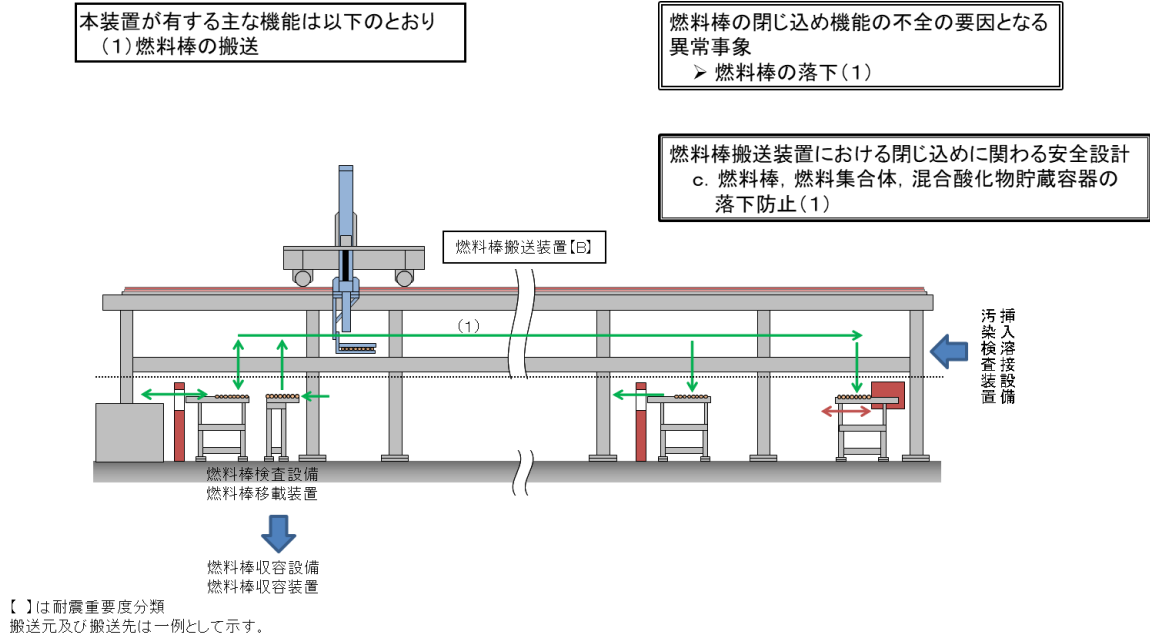 本装置が有する主な機能は以下のとおり
（１）燃料棒の搬送
燃料棒の閉じ込め機能の不全の要因となる
異常事象
➢ 燃料棒の落下（１）
燃料棒搬送装置における閉じ込めに関わる安全設計
ｃ．燃料棒，燃料集合体，混合酸化物貯蔵容器の
落下防止（１）
燃料棒搬送装置【B】
（１）
挿入溶接設備
汚染検査装置
燃料棒検査設備
燃料棒移載装置
燃料棒収容設備
燃料棒収容装置
【 】は耐震重要度分類
搬送元及び搬送先は一例として示す。